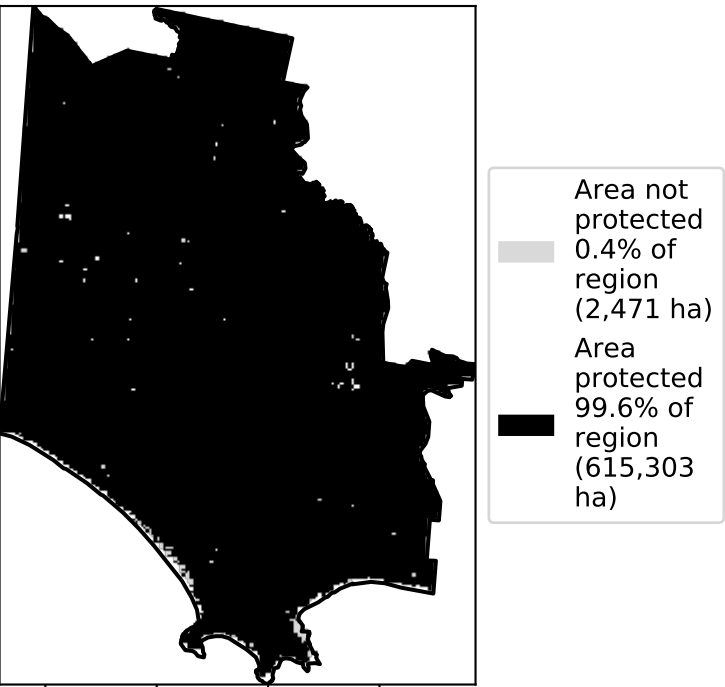 Area not
protected
0.4% of
region
(2,471 ha)
Area
protected
99.6% of
region
(615,303
ha)